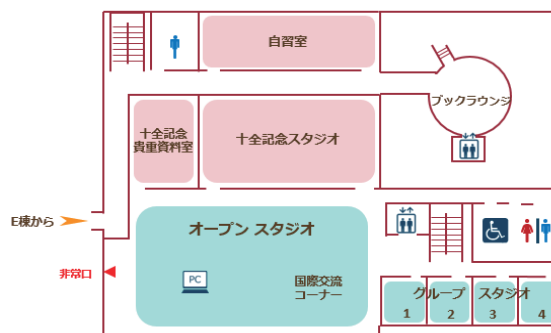 自習室
ブックラウンジ
十全記念
貴重資料室
十全記念スタジオ
E棟から
オープン スタジオ
非常口
PC
国際交流
コーナー
グループ スタジオ
1 2 3 4